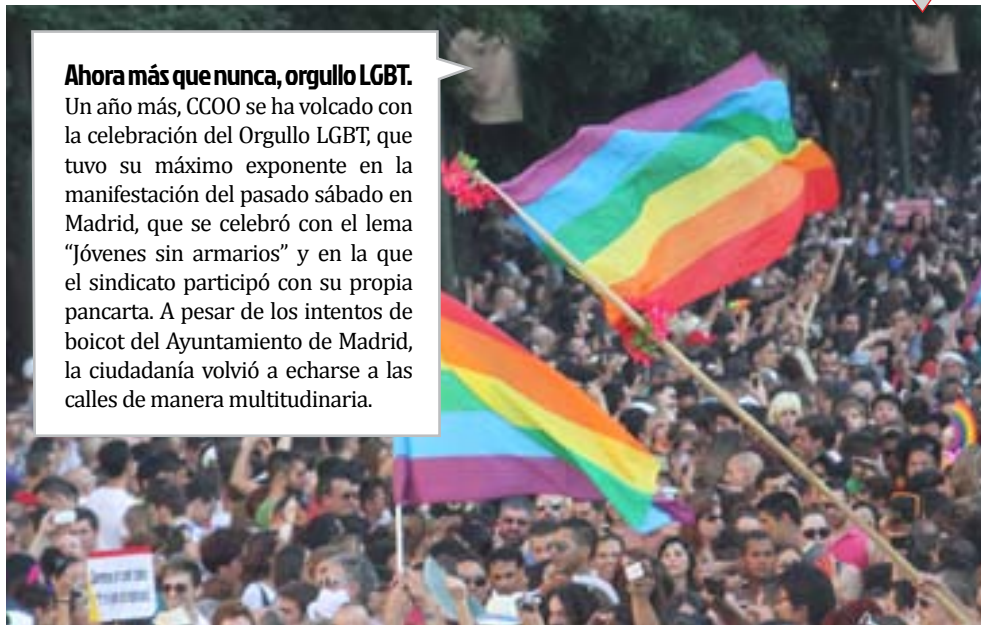 Ahora más que nunca, orgullo LGBT.
Un año más, CCOO se ha volcado con
la celebración del Orgullo LGBT, que
tuvo su máximo exponente en la
manifestación del pasado sábado en
Madrid, que se celebró con el lema
“Jóvenes sin armarios” y en la que
el sindicato participó con su propia
pancarta. A pesar de los intentos de
boicot del Ayuntamiento de Madrid,
la ciudadanía volvió a echarse a las
calles de manera multitudinaria.